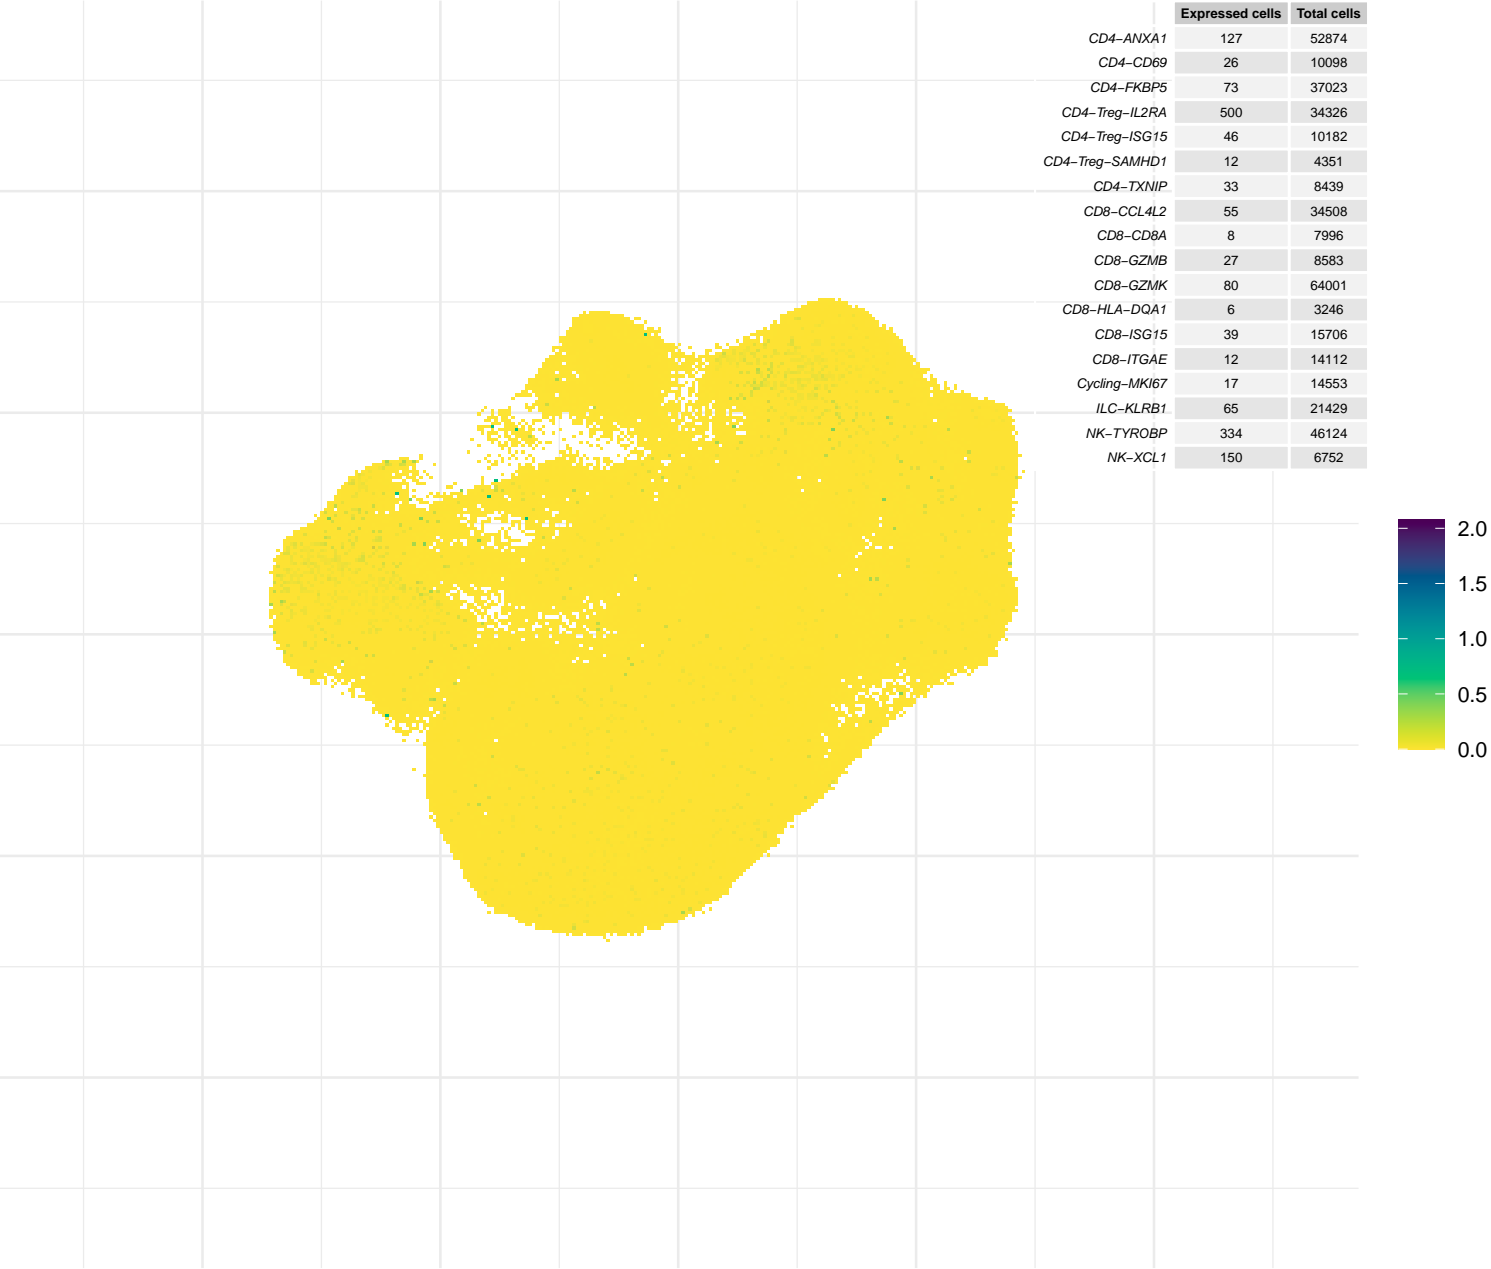 Expressed cells Total cells
CD4−ANXA1 127 52874
CD4−CD69 26 10098
CD4−FKBP5 73 37023
CD4−Treg−IL2RA 500 34326
CD4−Treg−ISG15 46 10182
CD4−Treg−SAMHD1 12 4351
CD4−TXNIP 33 8439
CD8−CCL4L2 55 34508
CD8−CD8A 8 7996
CD8−GZMB 27 8583
CD8−GZMK 80 64001
CD8−HLA−DQA1 6 3246
CD8−ISG15 39 15706
CD8−ITGAE 12 14112
Cycling−MKI67 17 14553
ILC−KLRB1 65 21429
NK−TYROBP 334 46124
NK−XCL1 150 6752
2.0
1.5
1.0
0.5
0.0